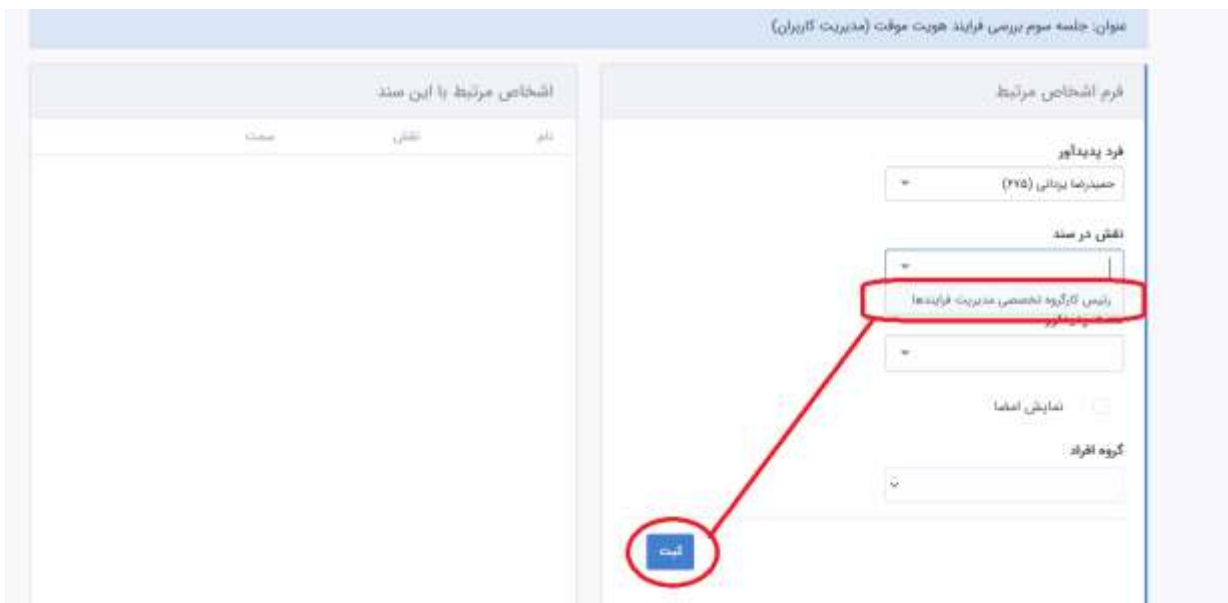 عنوان: جلسه سوم بررسی فرایند هویت موقت (مدیریت کاربران)
فرم اشخاص مرتبط
فرد پدیدآور
حمیدرضا یزدانی (۲۷۵)
نقش در سند
رئیس کارگروه تخصصی مدیریت فرایندها
نمایش امضا
گروه افراد
ثبت
اشخاص مرتبط با این سند
نام نقش سمت